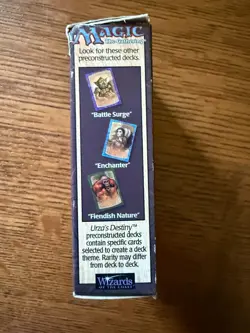 Magic
The Gathering
Look for these other
preconstructed decks.
"Battle Surge"
"Enchanter"
"Fiendish Nature"
Urza's Destiny™
preconstructed decks
contain specific cards
selected to create a deck
theme. Rarity may differ
from deck to deck.
Wizards
OF THE COAST